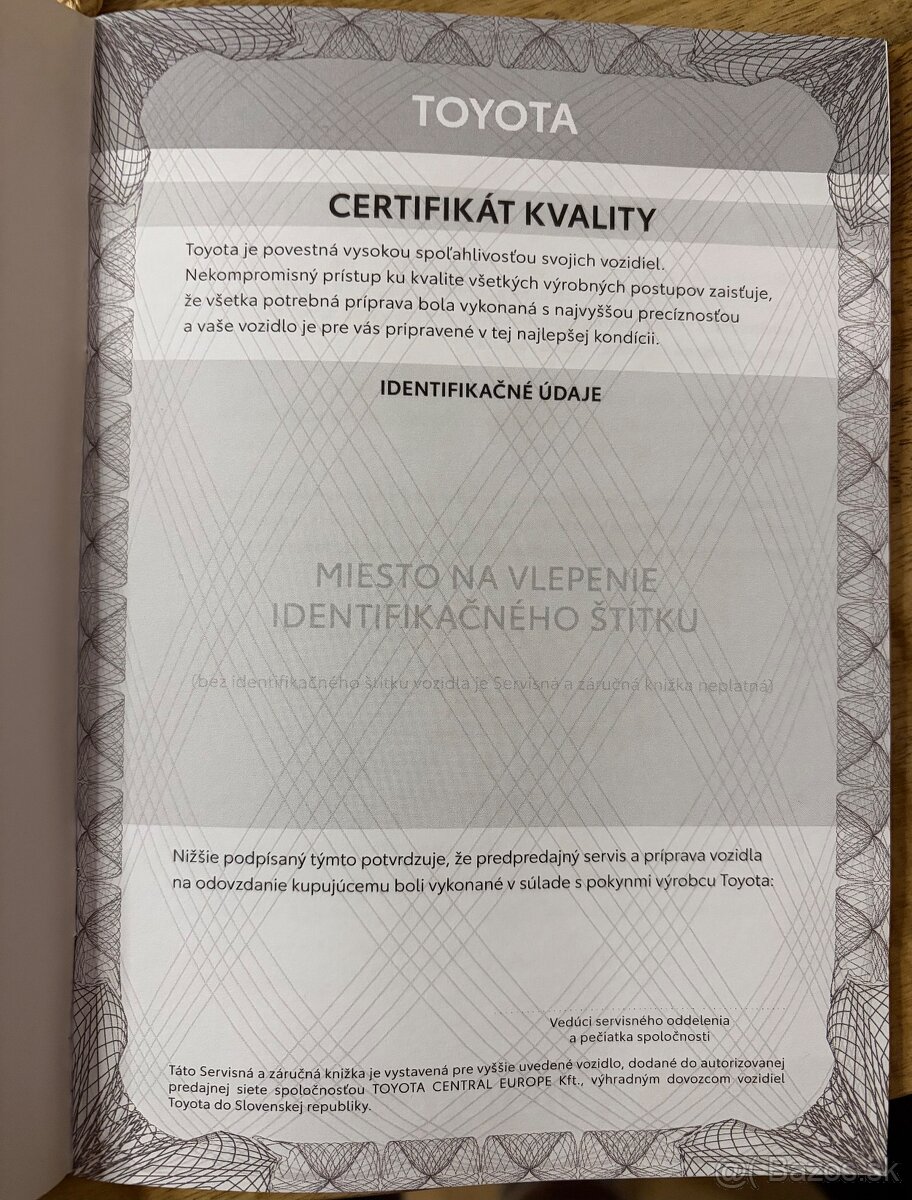 TOYOTA
CERTIFIKÁT KVALITY
Toyota je povestná vysokou spoľahlivosťou svojich vozidiel.
Nekompromisný prístup ku kvalite všetkých výrobných postupov zaisťuje,
že všetka potrebná príprava bola vykonaná s najvyššou precíznosťou
a vaše vozidlo je pre vás pripravené v tej najlepšej kondícii.
IDENTIFIKAČNÉ ÚDAJE
MIESTO NA VLEPENIE
IDENTIFIKAČNÉHO ŠTÍTKU
(bez identifikačného štítku vozidla je Servisná a záručná knižka neplatná)
Nižšie podpísaný týmto potvrdzuje, že predpredajný servis a príprava vozidla
na odovzdanie kupujúcemu boli vykonané v súlade s pokynmi výrobcu Toyota:
Vedúci servisného oddelenia
a pečiatka spoločnosti
Táto Servisná a záručná knižka je vystavená pre vyššie uvedené vozidlo, dodané do autorizovanej
predajnej siete spoločnosťou TOYOTA CENTRAL EUROPE Kft., výhradným dovozcom vozidiel
Toyota do Slovenskej republiky.
Bazos.sk